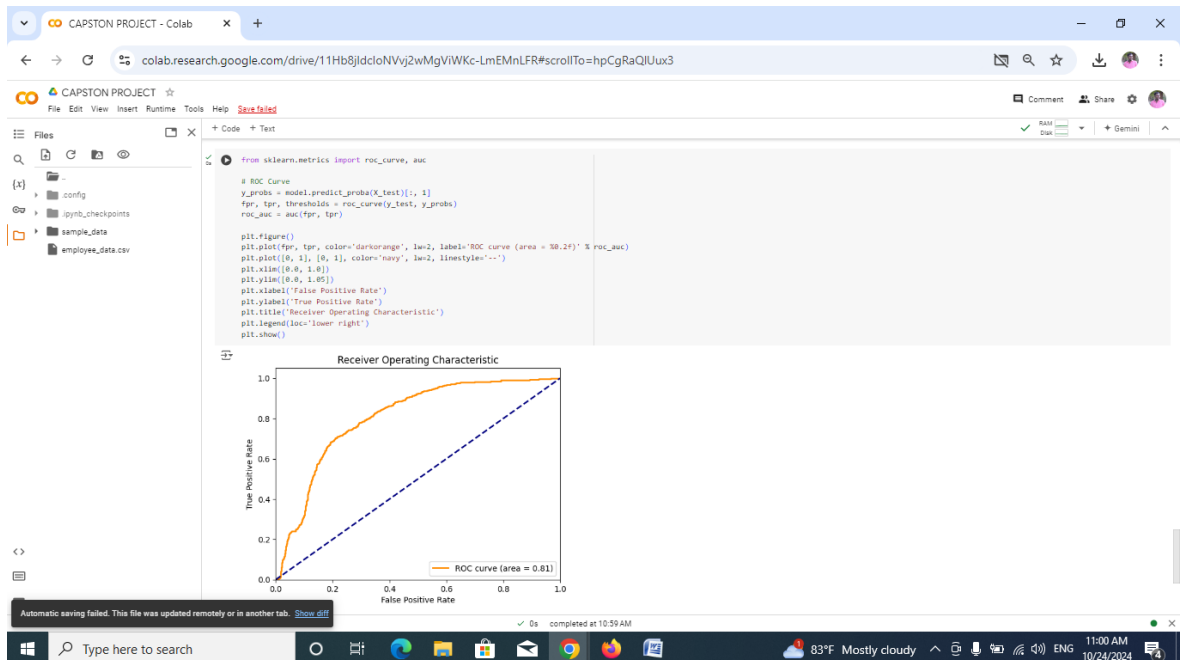 CAPSTON PROJECT - Colab
colab.research.google.com/drive/11Hb8jIdcIoNVvj2wMgViWKc-LmEMnLFR#scrollTo=hpCgRaQIUux3
CAPSTON PROJECT
File Edit View Insert Runtime Tools Help Save failed
Comment Share
Files
+ Code + Text
RAM
Disk
Gemini
{x}
..
.config
.ipynb_checkpoints
sample_data
employee_data.csv
0s
from sklearn.metrics import roc_curve, auc
# ROC Curve
y_probs = model.predict_proba(X_test)[:, 1]
fpr, tpr, thresholds = roc_curve(y_test, y_probs)
roc_auc = auc(fpr, tpr)
plt.figure()
plt.plot(fpr, tpr, color='darkorange', lw=2, label='ROC curve (area = %0.2f)' % roc_auc)
plt.plot([0, 1], [0, 1], color='navy', lw=2, linestyle='--')
plt.xlim([0.0, 1.0])
plt.ylim([0.0, 1.05])
plt.xlabel('False Positive Rate')
plt.ylabel('True Positive Rate')
plt.title('Receiver Operating Characteristic')
plt.legend(loc='lower right')
plt.show()
Receiver Operating Characteristic
1.0
0.8
0.6
0.4
0.2
0.0
True Positive Rate
ROC curve (area = 0.81)
0.0 0.2 0.4 0.6 0.8 1.0
False Positive Rate
Automatic saving failed. This file was updated remotely or in another tab. Show diff
0s completed at 10:59 AM
Type here to search
83°F Mostly cloudy
ENG
11:00 AM
10/24/2024
4